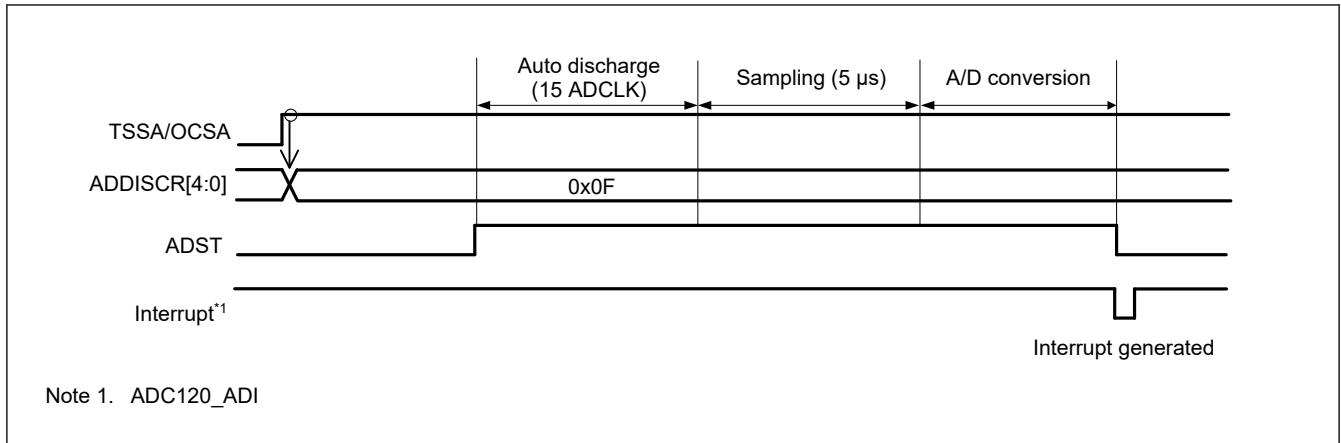 Auto discharge
(15 ADCLK)
Sampling (5 µs)
A/D conversion
TSSA/OCSA
ADDISCR[4:0]
0x0F
ADST
Interrupt*1
Interrupt generated
Note 1. ADC120_ADI